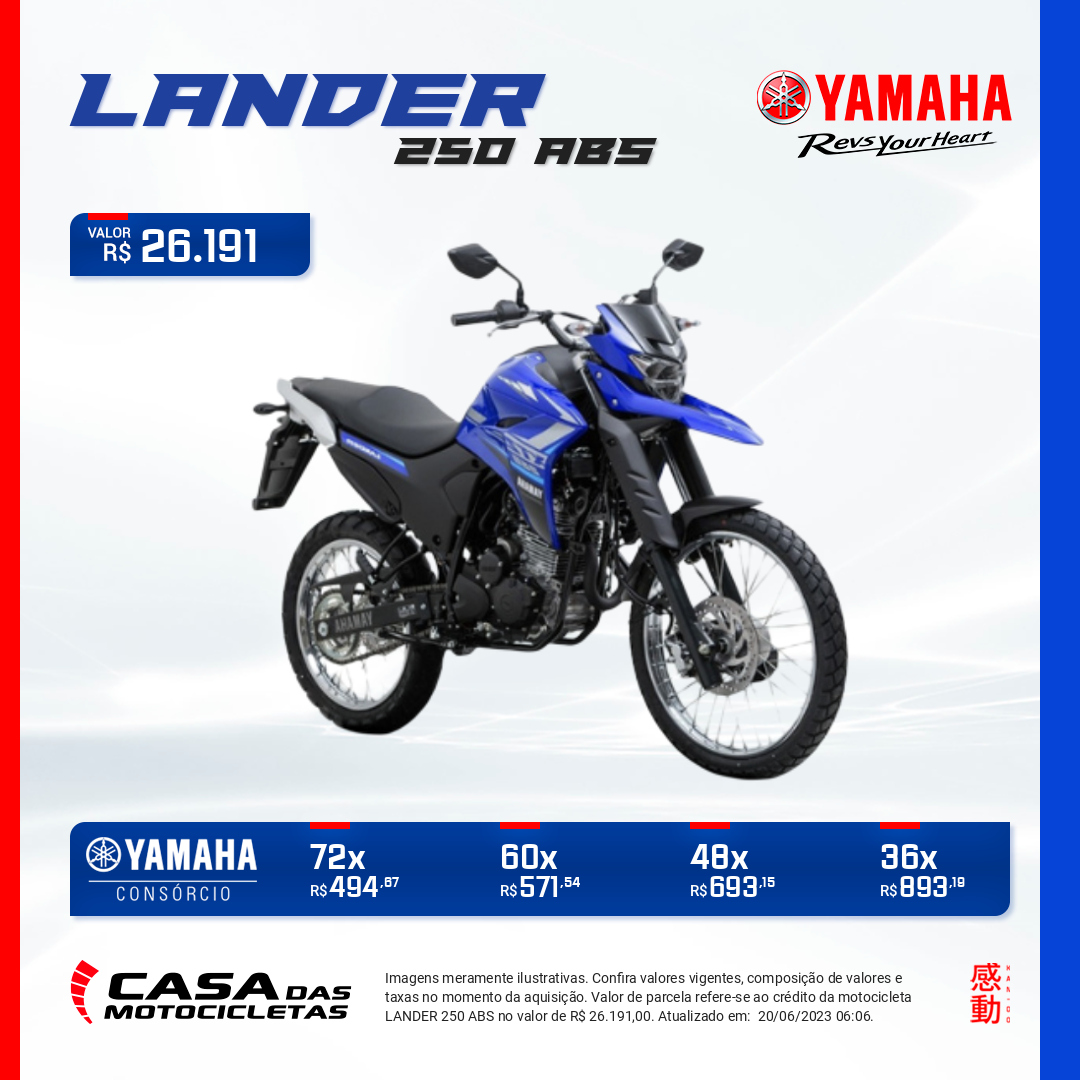 LANDER
250 ABS
YAMAHA
Revs Your Heart
VALOR
R$ 26.191
YAMAHA
YAMAHA
YAMAHA
CONSÓRCIO
72x
R$494,67
60x
R$571,54
48x
R$693,15
36x
R$893,19
CASA DAS
MOTOCICLETAS
Imagens meramente ilustrativas. Confira valores vigentes, composição de valores e
taxas no momento da aquisição. Valor de parcela refere-se ao crédito da motocicleta
LANDER 250 ABS no valor de R$ 26.191,00. Atualizado em: 20/06/2023 06:06.
感動